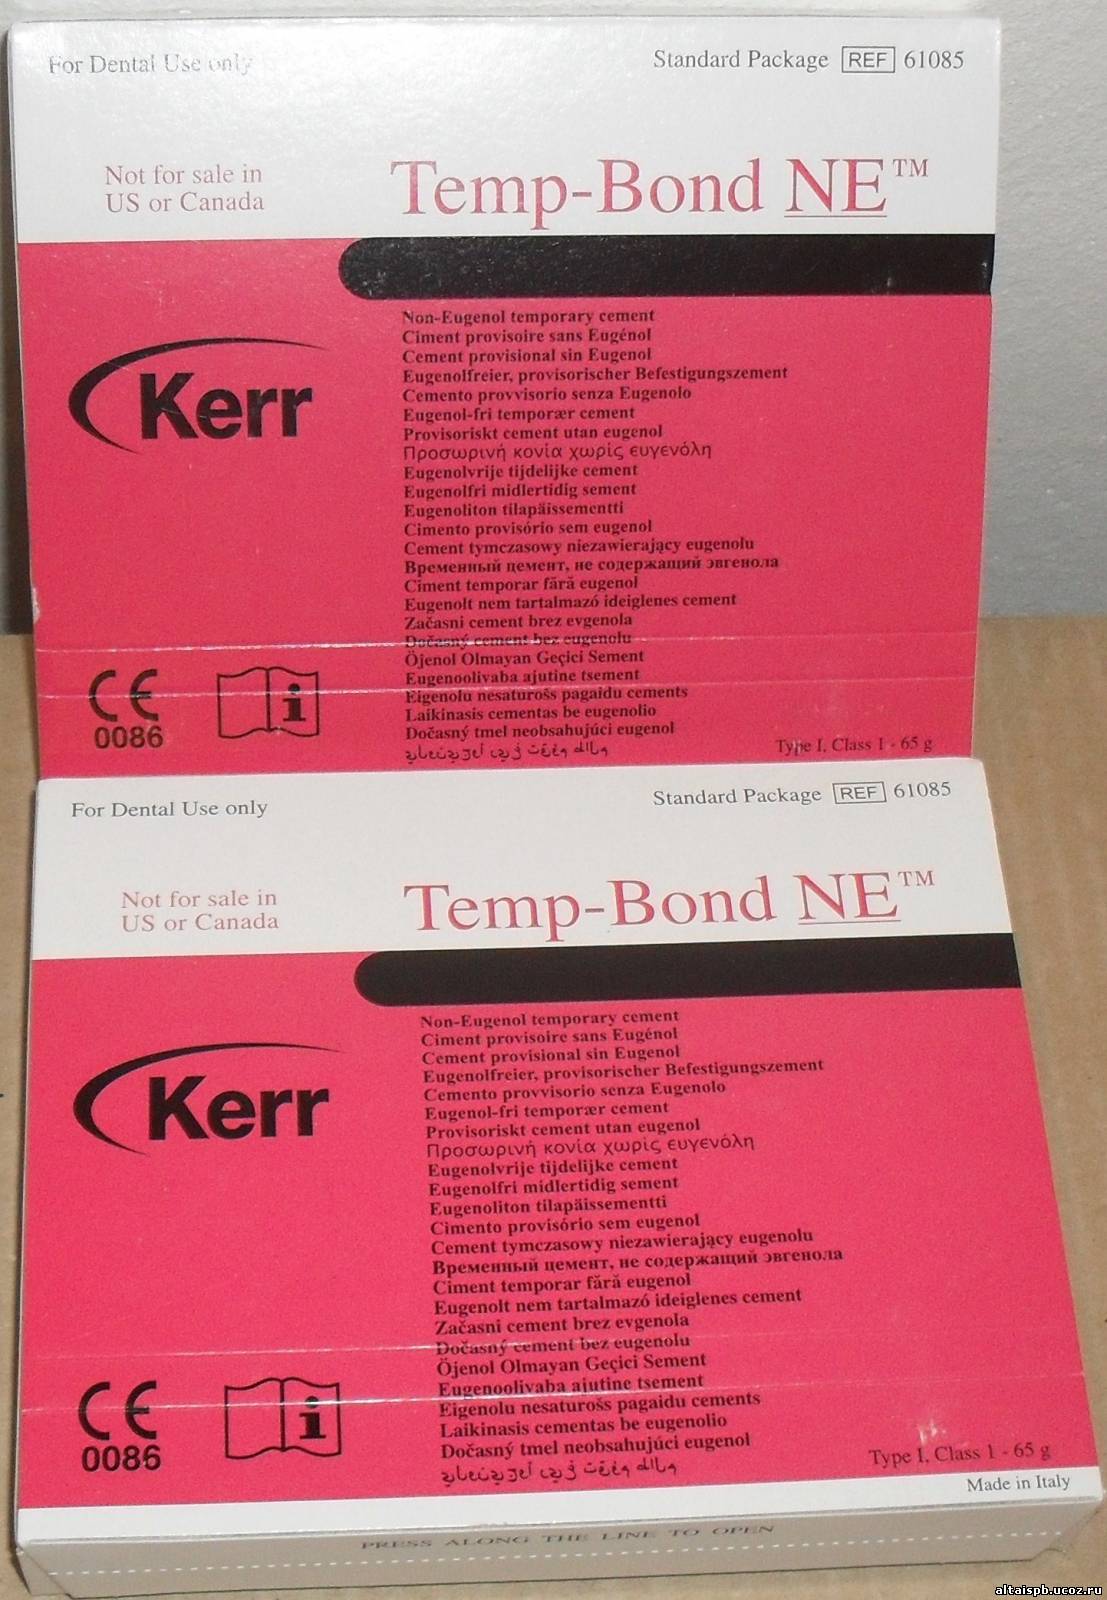 For Dental Use only
Standard Package REF 61085
Not for sale in
US or Canada
Temp-Bond NE™
Kerr
Non-Eugenol temporary cement
Ciment provisoire sans Eugénol
Cement provisional sin Eugenol
Eugenolfreier, provisorischer Befestigungszement
Cemento provvisorio senza Eugenolo
Eugenol-fri temporær cement
Provisoriskt cement utan eugenol
Προσωρινή κονία χωρίς ευγενόλη
Eugenolvrije tijdelijke cement
Eugenolfri midlertidig sement
Eugenoliton tilapäissementti
Cimento provisório sem eugenol
Cement tymczasowy niezawierający eugenolu
Временный цемент, не содержащий эвгенола
Ciment temporar fără eugenol
Eugenolt nem tartalmazó ideiglenes cement
Začasni cement brez evgenola
Dočasný cement bez eugenolu
Öjenol Olmayan Geçici Sement
Eugenoolivaba ajutine tsement
Eigenolu nesaturošs pagaidu cements
Laikinasis cementas be eugenolio
Dočasný tmel neobsahujúci eugenol
CE
0086
i
Type I, Class 1 - 65 g
For Dental Use only
Standard Package REF 61085
Not for sale in
US or Canada
Temp-Bond NE™
Kerr
Non-Eugenol temporary cement
Ciment provisoire sans Eugénol
Cement provisional sin Eugenol
Eugenolfreier, provisorischer Befestigungszement
Cemento provvisorio senza Eugenolo
Eugenol-fri temporær cement
Provisoriskt cement utan eugenol
Προσωρινή κονία χωρίς ευγενόλη
Eugenolvrije tijdelijke cement
Eugenolfri midlertidig sement
Eugenoliton tilapäissementti
Cimento provisório sem eugenol
Cement tymczasowy niezawierający eugenolu
Временный цемент, не содержащий эвгенола
Ciment temporar fără eugenol
Eugenolt nem tartalmazó ideiglenes cement
Začasni cement brez evgenola
Dočasný cement bez eugenolu
Öjenol Olmayan Geçici Sement
Eugenoolivaba ajutine tsement
Eigenolu nesaturošs pagaidu cements
Laikinasis cementas be eugenolio
Dočasný tmel neobsahujúci eugenol
CE
0086
i
Type I, Class 1 - 65 g
Made in Italy
PRESS ALONG THE LINE TO OPEN
altaispb.ucoz.ru